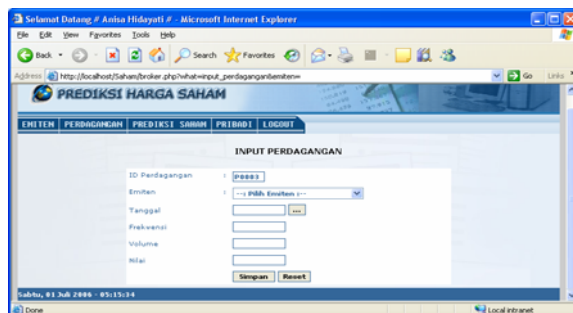 Selamat Datang # Anisa Hidayati # - Microsoft Internet Explorer
File Edit View Favorites Tools Help
Back Search Favorites
Address http://localhost/Saham/broker.php?what=input_perdagangan&emiten= Go Links
PREDIKSI HARGA SAHAM
EMITEN PERDAGANGAN PREDIKSI SAHAM PRIBADI LOGOUT
INPUT PERDAGANGAN
ID Perdagangan : P0003
Emiten : --: Pilih Emiten :--
Tanggal ...
Frekwensi
Volume
Nilai
Simpan Reset
Sabtu, 01 Juli 2006 - 05:15:34
Done Local intranet